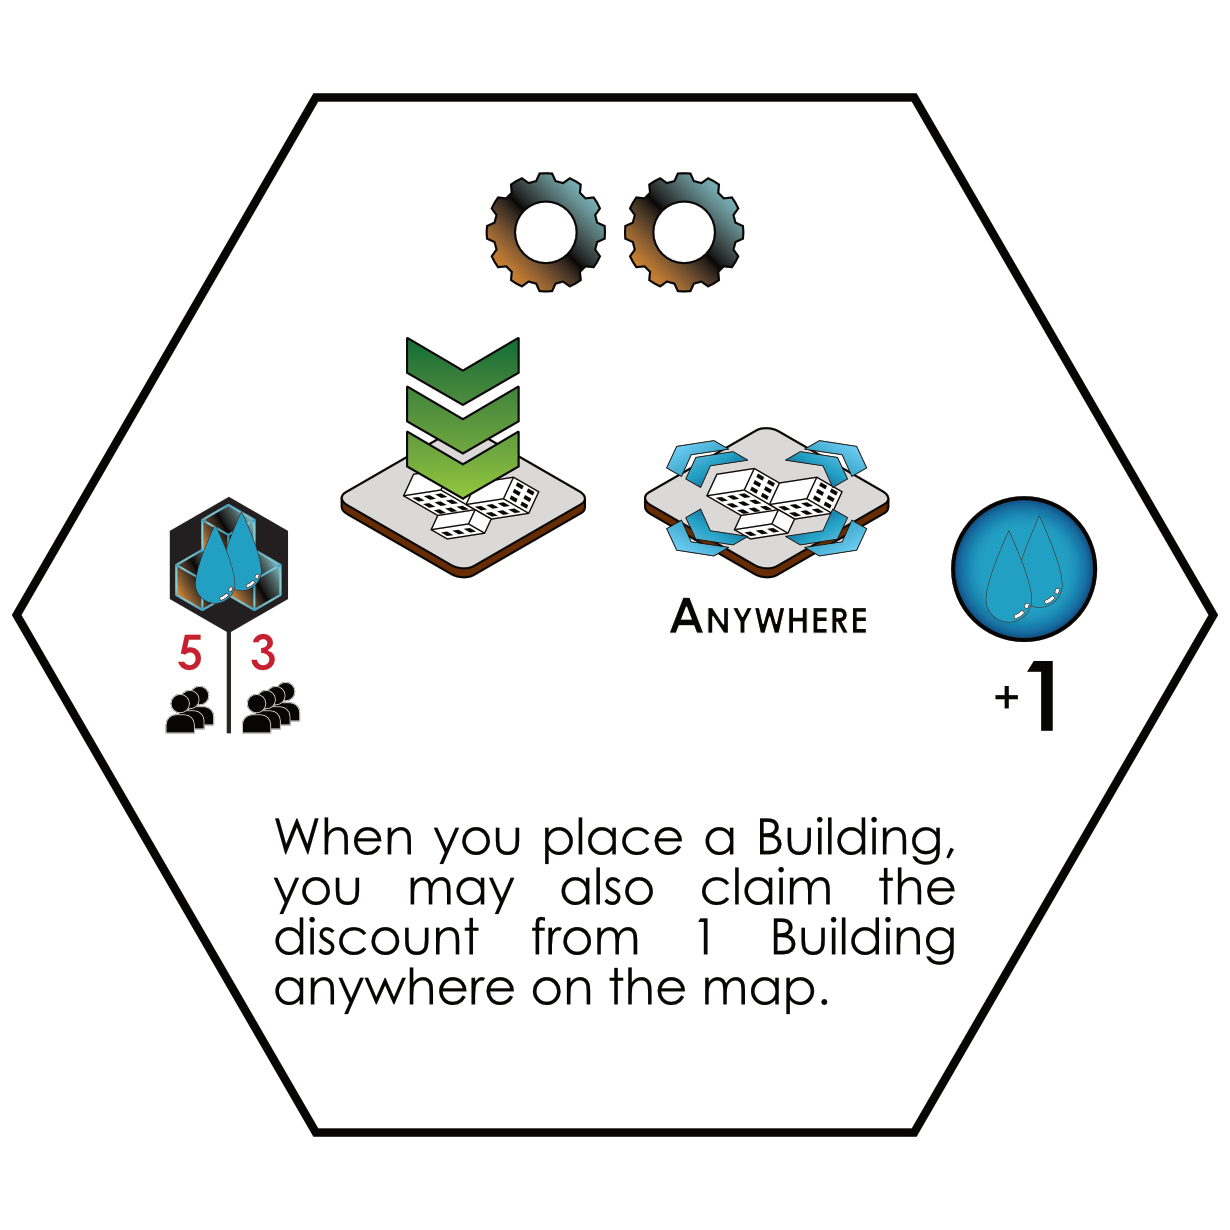 ANYWHERE
5 3
+1
When you place a Building,
you may also claim the
discount from 1 Building
anywhere on the map.